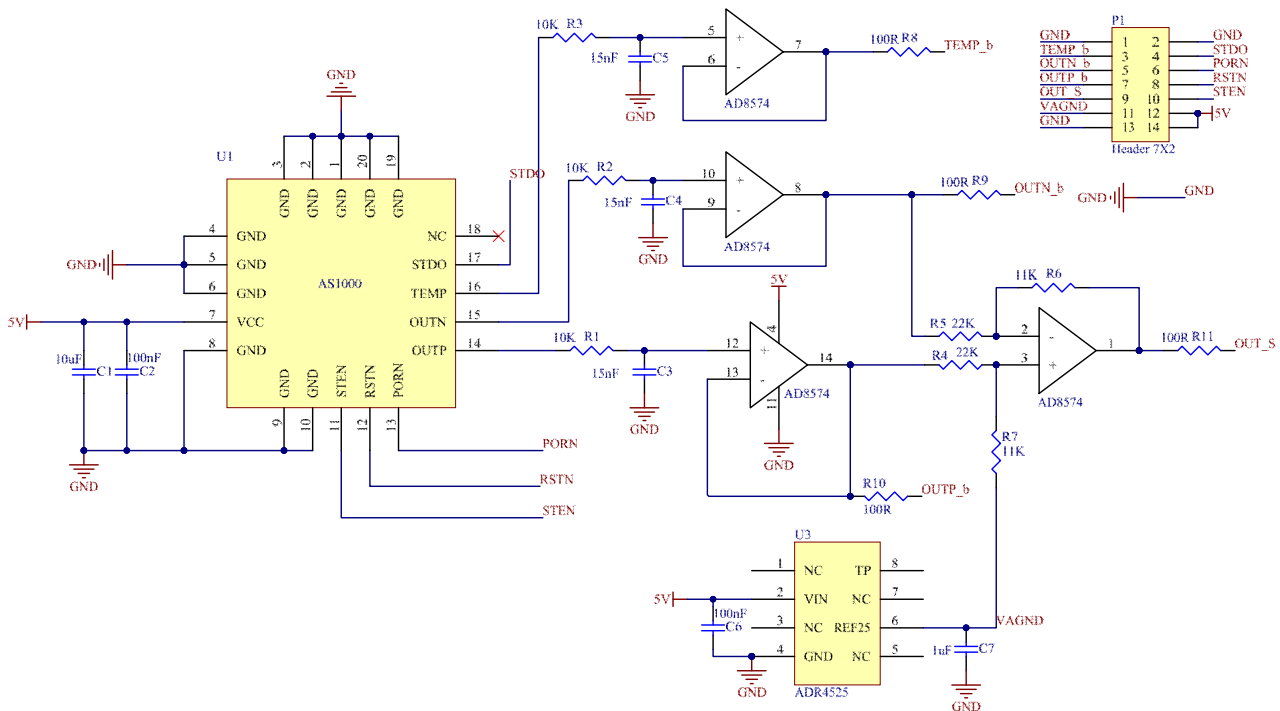 10K R3
5
+
7
15nF C5
6
-
AD8574
GND
100R R8
TEMP_b
P1
GND 1 2 GND
TEMP_b 3 4 STDO
OUTN_b 5 6 PORN
OUTP_b 7 8 RSTN
OUT_S 9 10 STEN
VAGND 11 12 5V
GND 13 14
Header 7X2
GND GND
GND
U1
3 2 1 20 19
GND GND GND GND GND
4 GND
GND 5 GND
6 GND
5V 7 VCC
8 GND
AS1000
NC 18
STDO 17
TEMP 16
OUTN 15
OUTP 14
STDO
GND GND STEN RSTN PORN
9 10 11 12 13
10uF C1
100nF C2
GND
PORN
RSTN
STEN
10K R2
10
+
8
15nF C4
9
-
AD8574
GND
100R R9
OUTN_b
10K R1
12
+
14
15nF C3
13
-
AD8574
GND
5V
4
11
GND
R10
100R
OUTP_b
R5 22K
R4
22K
11K R6
2
-
1
3
+
AD8574
100R R11
OUT_S
R7
11K
U3
1 NC TP 8
5V 2 VIN NC 7
3 NC REF25 6
4 GND NC 5
ADR4525
100nF
C6
GND
VAGND
1uF C7
GND